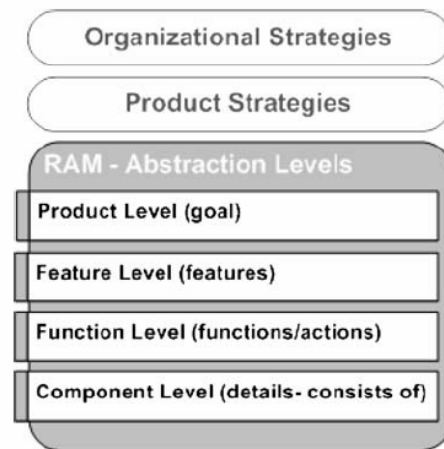 Organizational Strategies
Product Strategies
RAM - Abstraction Levels
Product Level (goal)
Feature Level (features)
Function Level (functions/actions)
Component Level (details- consists of)